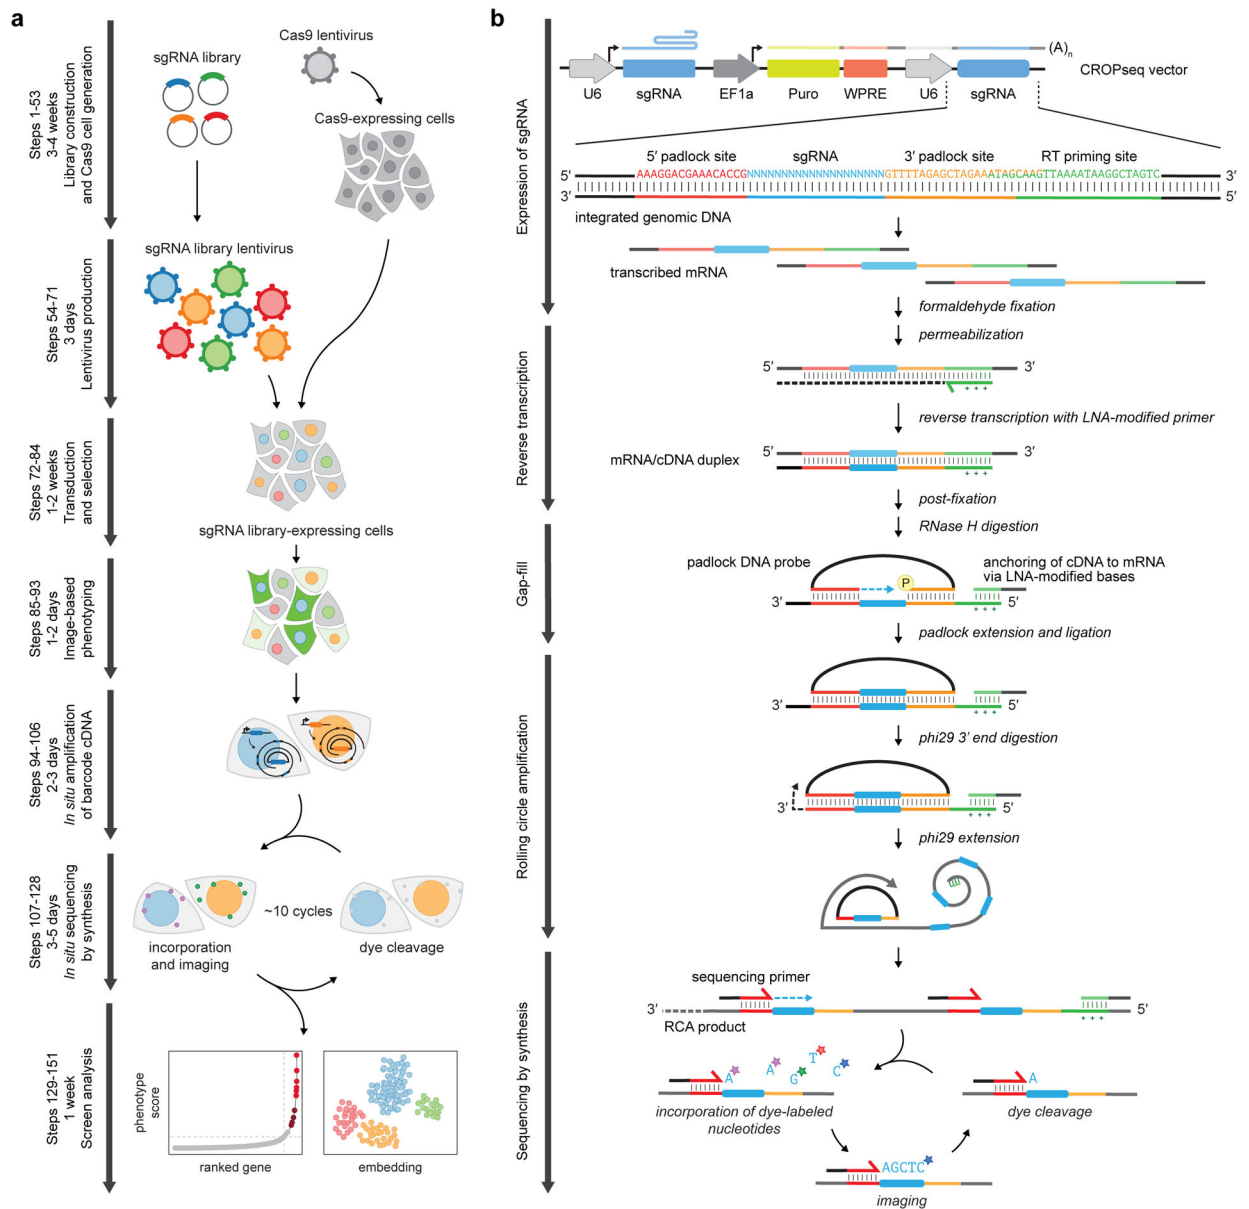 a
Steps 1-53
3-4 weeks
Library construction
and Cas9 cell generation
sgRNA library
Cas9 lentivirus
Cas9-expressing cells
Steps 54-71
3 days
Lentivirus production
sgRNA library lentivirus
Steps 72-84
1-2 weeks
Transduction
and selection
sgRNA library-expressing cells
Steps 85-93
1-2 days
Image-based
phenotyping
Steps 94-106
2-3 days
In situ amplification
of barcode cDNA
Steps 107-128
3-5 days
In situ sequencing
by synthesis
~10 cycles
incorporation
and imaging
dye cleavage
Steps 129-151
1 week
Screen analysis
phenotype
score
ranked gene
embedding
b
Expression of sgRNA
(A)n
CROPseq vector
U6
sgRNA
EF1a
Puro
WPRE
U6
sgRNA
5′ padlock site
sgRNA
3′ padlock site
RT priming site
5′ AAAGGACGAAACACCGNNNNNNNNNNNNNNNNNNNNGTTTTAGAGCTAGAAATAGCAAGTTAAAATAAGGCTAGTC 3′
3′ 5′
integrated genomic DNA
transcribed mRNA
formaldehyde fixation
permeabilization
Reverse transcription
5′ 3′
reverse transcription with LNA-modified primer
5′ 3′
mRNA/cDNA duplex
+ + +
post-fixation
RNase H digestion
Gap-fill
padlock DNA probe
P
anchoring of cDNA to mRNA
via LNA-modified bases
3′ 5′
+ + +
padlock extension and ligation
Rolling circle amplification
3′ 5′
+ + +
phi29 3' end digestion
3′ 5′
+ + +
phi29 extension
Sequencing by synthesis
sequencing primer
3′ 5′
RCA product
+ + +
A
A
G
T
C
incorporation of dye-labeled
nucleotides
A
dye cleavage
AGCTC
imaging